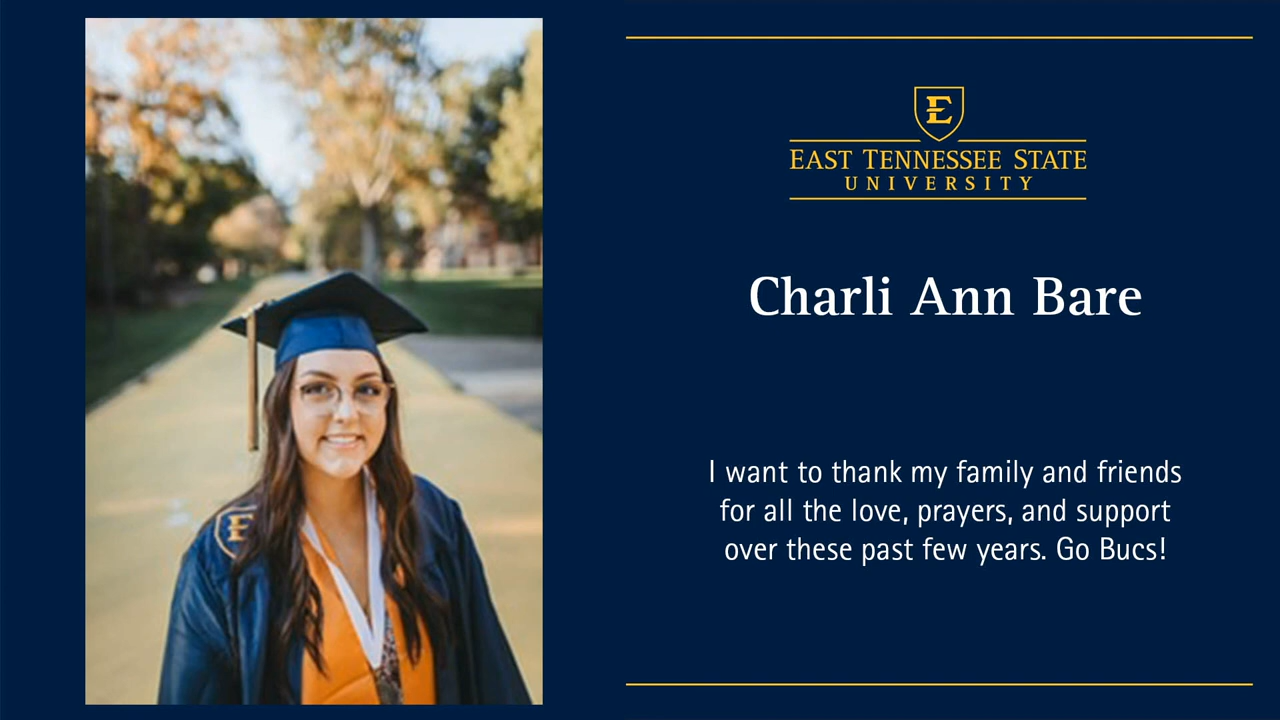 E
EAST TENNESSEE STATE
UNIVERSITY
Charli Ann Bare
I want to thank my family and friends
for all the love, prayers, and support
over these past few years. Go Bucs!
E